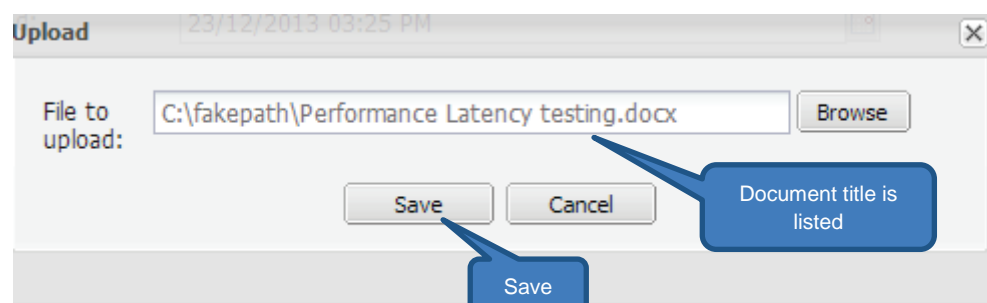 23/12/2013 03:25 PM
Upload
File to
upload:
C:\fakepath\Performance Latency testing.docx
Browse
Save
Cancel
Document title is
listed
Save